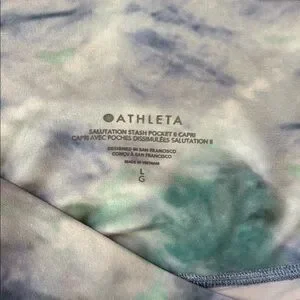 ATHLETA
SALUTATION STASH POCKET II CAPRI
CAPRI AVEC POCHES DISSIMULÉES SALUTATION II
DESIGNED IN SAN FRANCISCO
CONÇU À SAN FRANCISCO
MADE IN VIETNAM
L
G